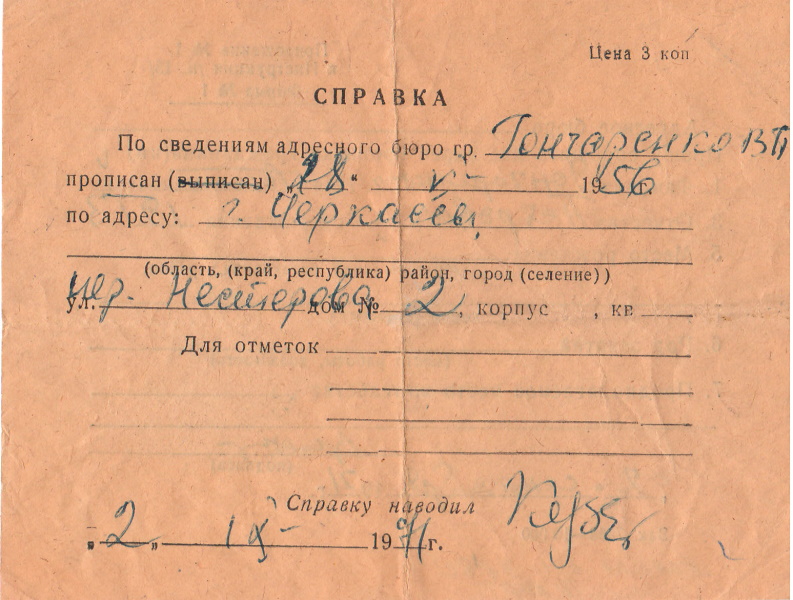 Цена 3 коп
СПРАВКА
По сведениям адресного бюро гр. Гончаренко В П
прописан (выписан) „28“ V- 1956
по адресу: г. Черкассы,
(область, (край, республика) район, город (селение))
ул. пер. Нестерова дом № 2, корпус , кв
Для отметок
Справку наводил
„2„ IX- 1971г.